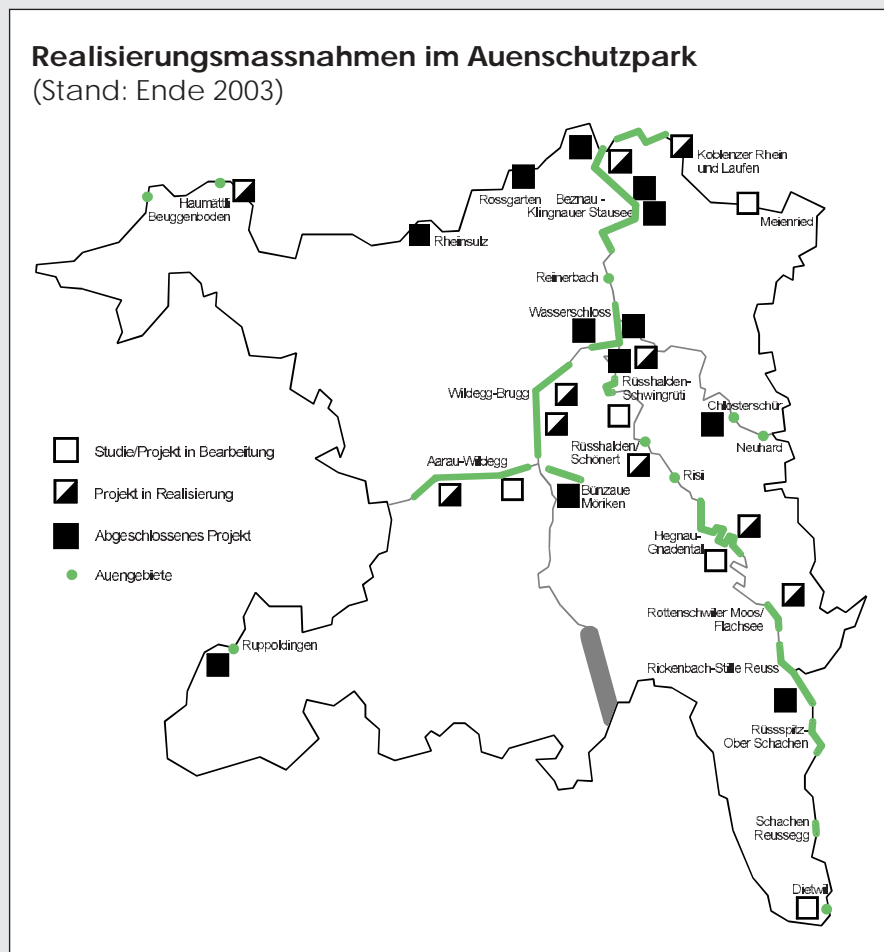 Realisierungsmassnahmen im Auenschutzpark
(Stand: Ende 2003)
Koblenzer Rhein
und Laufen
Haumättli
Beuggenboden
Rossgarten
Beznau -
Klingnauer Stausee
Meienried
Rheinsulz
Reinerbach
Wasserschloss
Wildegg-Brugg
Rüsshalden-
Schwingrüti
Chlosterschür
Neuhard
Rüsshalden/
Schönert
Risi
Studie/Projekt in Bearbeitung
Projekt in Realisierung
Abgeschlossenes Projekt
Auengebiete
Aarau-Wildegg
Bünzaue
Möriken
Hegnau-
Gnadental
Rottenschwiler Moos/
Flachsee
Ruppoldingen
Rickenbach-Stille Reuss
Rüssspitz-
Ober Schachen
Schachen
Reussegg
Dietwil